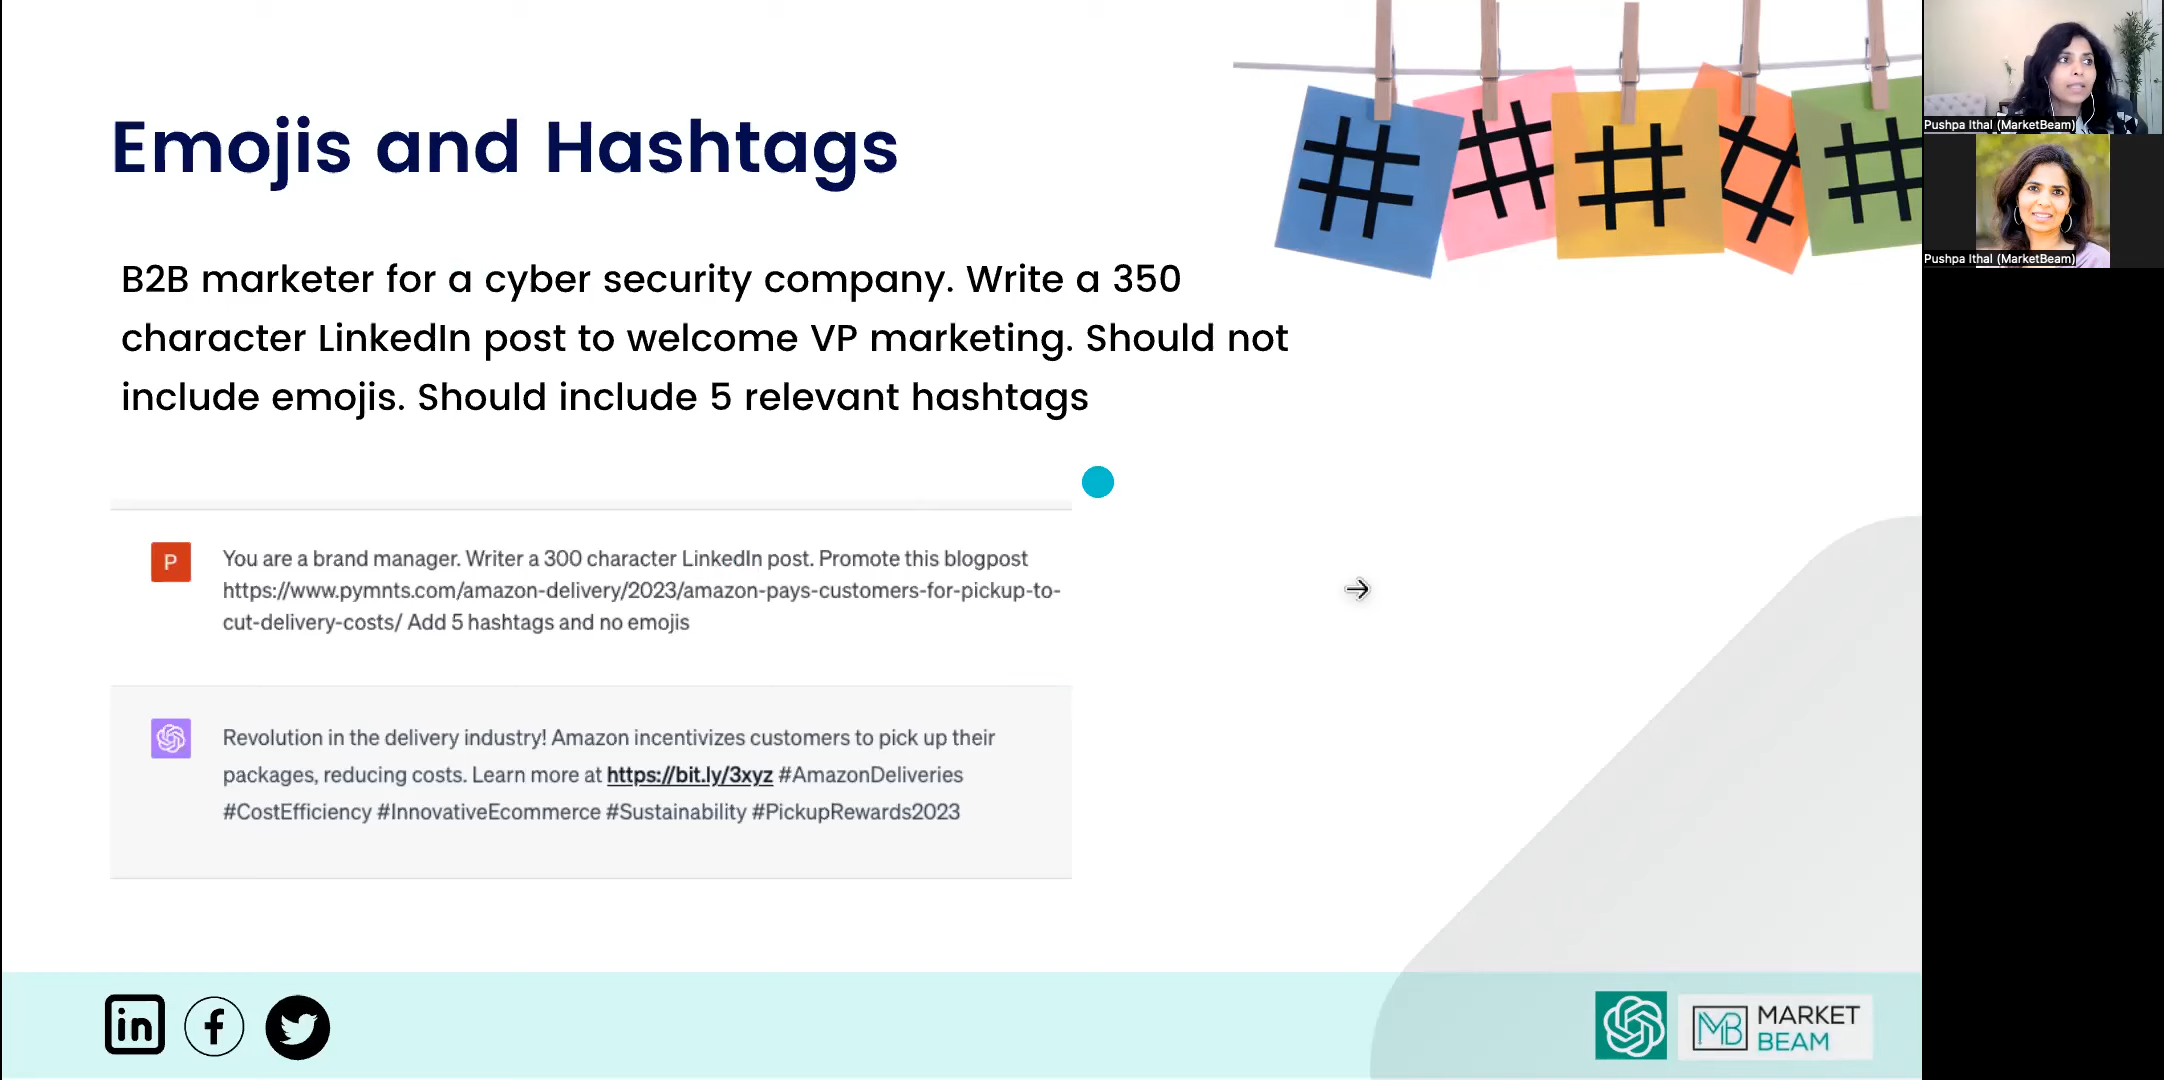 Emojis and Hashtags
# # # # #
B2B marketer for a cyber security company. Write a 350
character LinkedIn post to welcome VP marketing. Should not
include emojis. Should include 5 relevant hashtags
P
You are a brand manager. Writer a 300 character LinkedIn post. Promote this blogpost
https://www.pymnts.com/amazon-delivery/2023/amazon-pays-customers-for-pickup-to-
cut-delivery-costs/ Add 5 hashtags and no emojis
Revolution in the delivery industry! Amazon incentivizes customers to pick up their
packages, reducing costs. Learn more at https://bit.ly/3xyz #AmazonDeliveries
#CostEfficiency #InnovativeEcommerce #Sustainability #PickupRewards2023
in f
MB
MARKET
BEAM
Pushpa Ithal (MarketBeam)
Pushpa Ithal (MarketBeam)